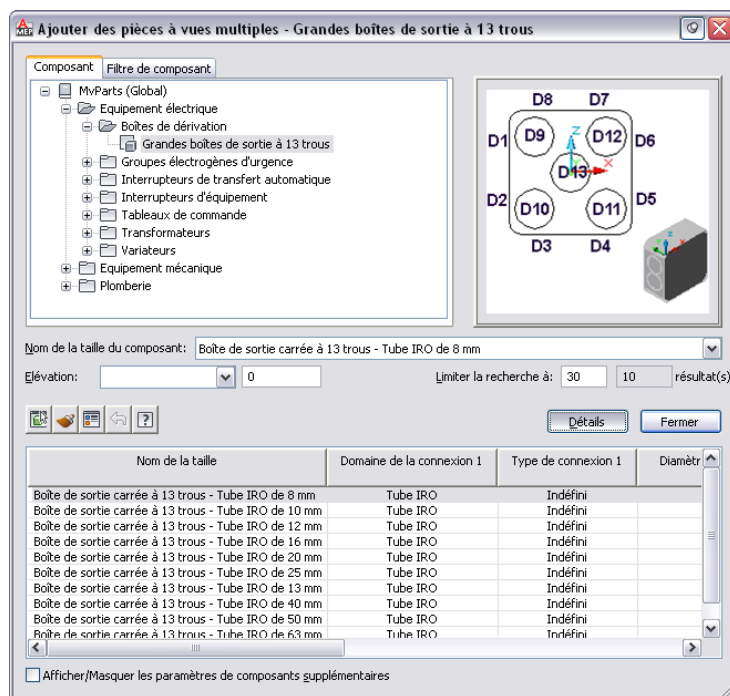 Ajouter des pièces à vues multiples - Grandes boîtes de sortie à 13 trous
Composant
Filtre de composant
MvParts (Global)
Equipement électrique
Boîtes de dérivation
Grandes boîtes de sortie à 13 trous
Groupes électrogènes d'urgence
Interrupteurs de transfert automatique
Interrupteurs d'équipement
Tableaux de commande
Transformateurs
Variateurs
Equipement mécanique
Plomberie
D8 D7
D1 D9 Z D12 D6
Y D13 X
D2 D10 D11 D5
D3 D4
Nom de la taille du composant: Boîte de sortie carrée à 13 trous - Tube IRO de 8 mm
Elévation: 0 Limiter la recherche à: 30 10 résultat(s)
Détails Fermer
Nom de la taille Domaine de la connexion 1 Type de connexion 1 Diamètr
Boîte de sortie carrée à 13 trous - Tube IRO de 8 mm Tube IRO Indéfini
Boîte de sortie carrée à 13 trous - Tube IRO de 10 mm Tube IRO Indéfini
Boîte de sortie carrée à 13 trous - Tube IRO de 12 mm Tube IRO Indéfini
Boîte de sortie carrée à 13 trous - Tube IRO de 16 mm Tube IRO Indéfini
Boîte de sortie carrée à 13 trous - Tube IRO de 20 mm Tube IRO Indéfini
Boîte de sortie carrée à 13 trous - Tube IRO de 25 mm Tube IRO Indéfini
Boîte de sortie carrée à 13 trous - Tube IRO de 13 mm Tube IRO Indéfini
Boîte de sortie carrée à 13 trous - Tube IRO de 40 mm Tube IRO Indéfini
Boîte de sortie carrée à 13 trous - Tube IRO de 50 mm Tube IRO Indéfini
Boîte de sortie carrée à 13 trous - Tube IRO de 63 mm Tube IRO Indéfini
Afficher/Masquer les paramètres de composants supplémentaires